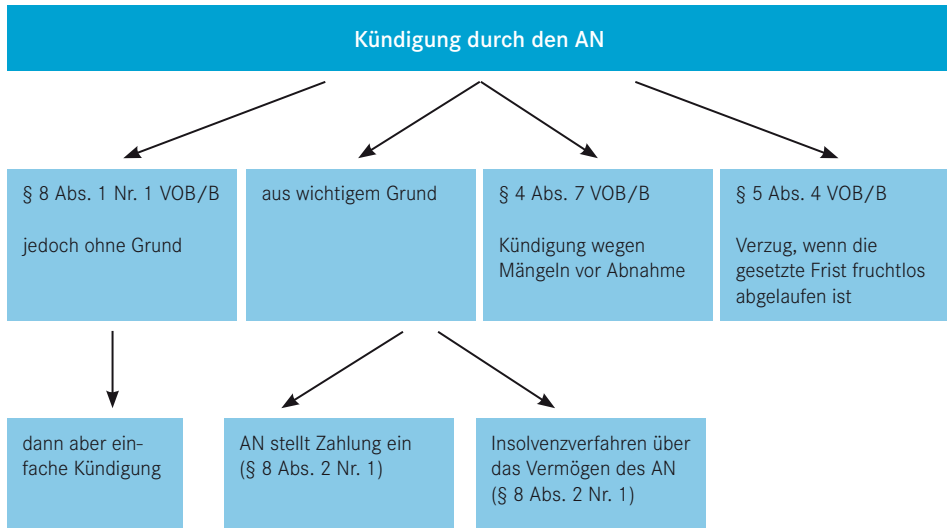 Kündigung durch den AN
§ 8 Abs. 1 Nr. 1 VOB/B
jedoch ohne Grund
aus wichtigem Grund
§ 4 Abs. 7 VOB/B
Kündigung wegen
Mängeln vor Abnahme
§ 5 Abs. 4 VOB/B
Verzug, wenn die
gesetzte Frist fruchtlos
abgelaufen ist
dann aber ein-
fache Kündigung
AN stellt Zahlung ein
(§ 8 Abs. 2 Nr. 1)
Insolvenzverfahren über
das Vermögen des AN
(§ 8 Abs. 2 Nr. 1)